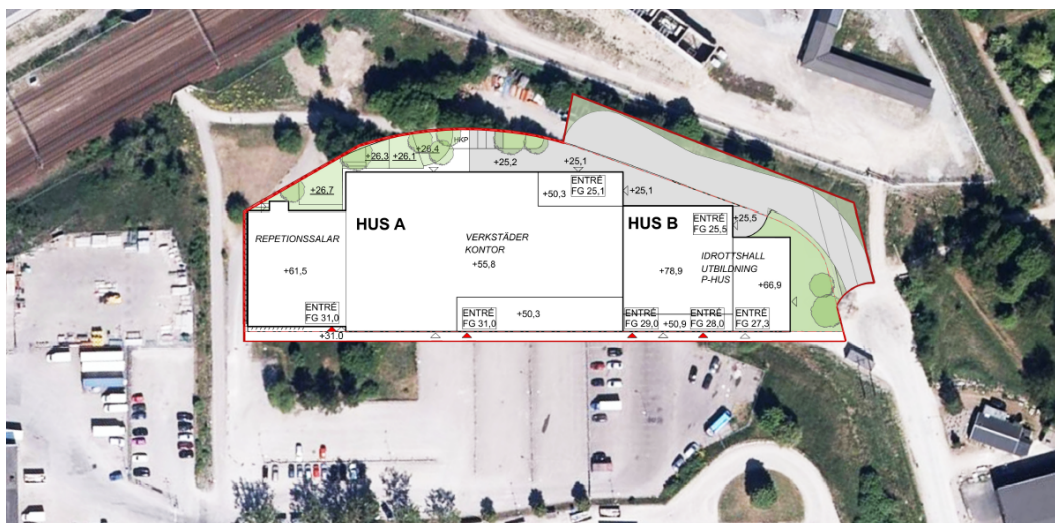 HKP
+26,4
+26,3
+26,1
+25,2
+25,1
+26,7
ENTRÉ
FG 25,1
+50,3
+25,1
HUS A
HUS B
ENTRÉ
FG 25,5
+25,5
REPETIONSSALAR
VERKSTÄDER
KONTOR
+55,8
IDROTTSHALL
UTBILDNING
P-HUS
+61,5
+78,9
+66,9
ENTRÉ
FG 31,0
ENTRÉ
FG 31,0
+50,3
ENTRÉ
FG 29,0
+50,9
ENTRÉ
FG 28,0
ENTRÉ
FG 27,3
+31.0